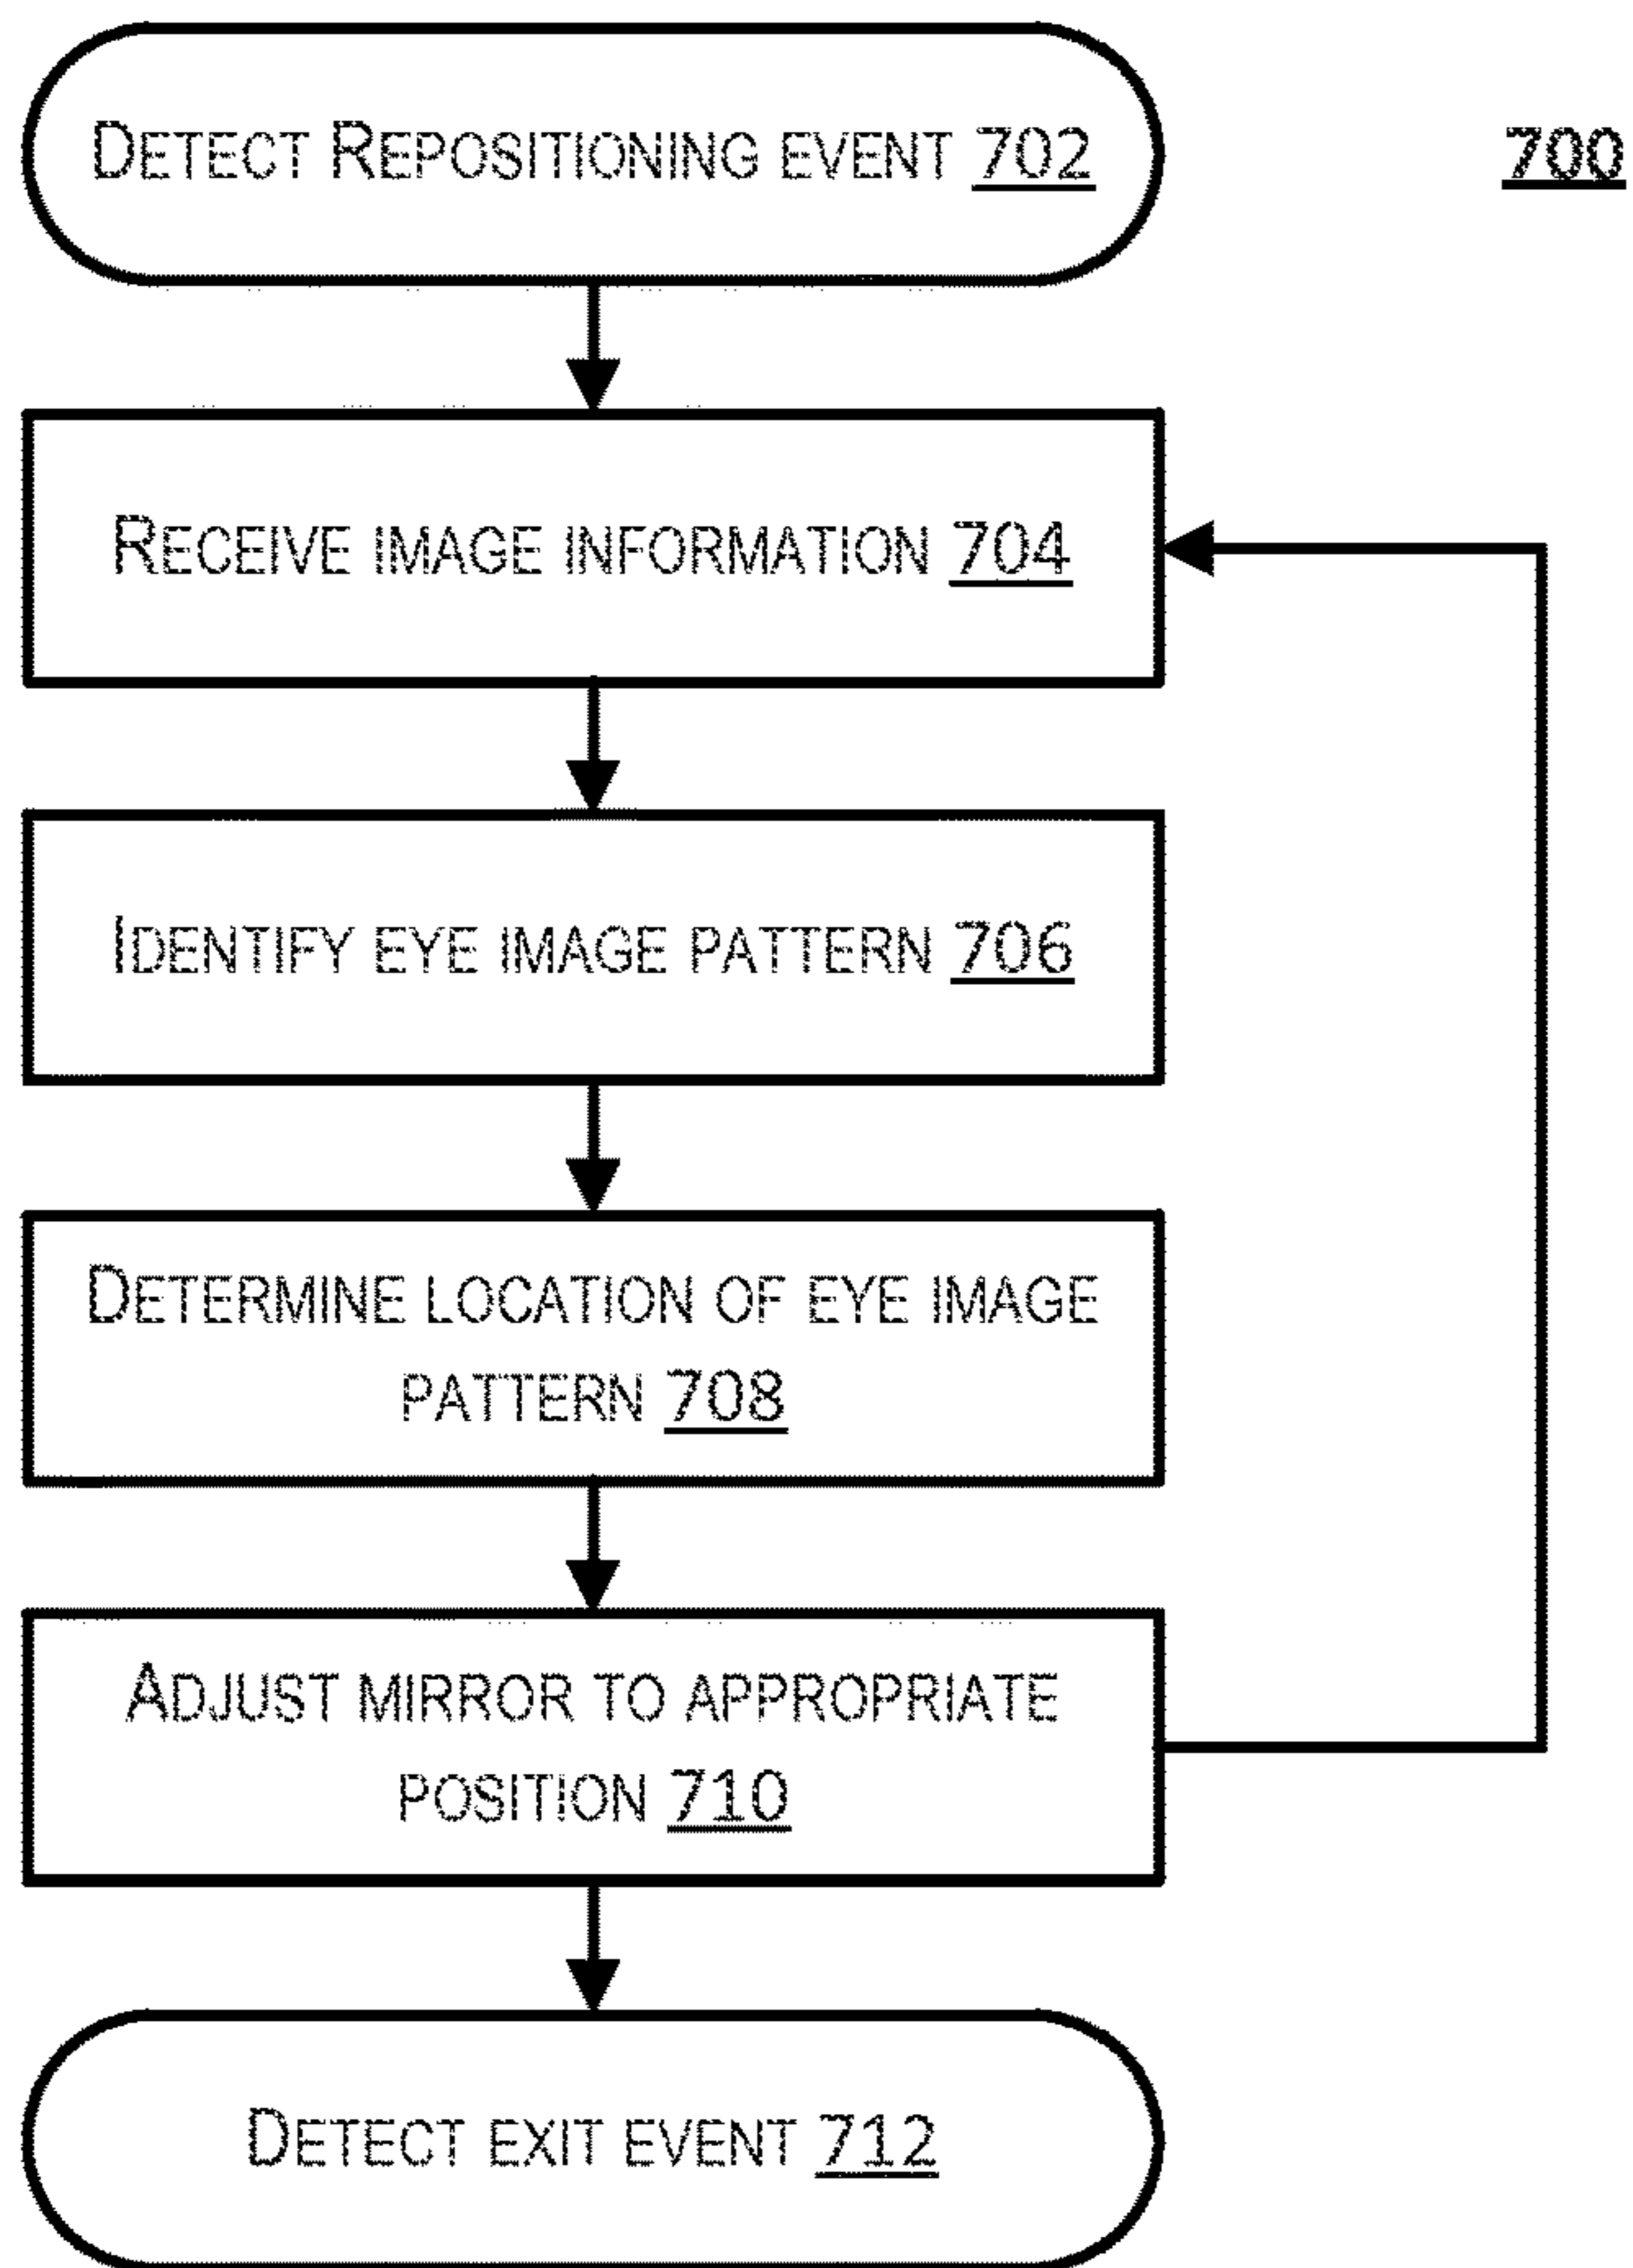 DETECT REPOSITIONING EVENT 702
700
RECEIVE IMAGE INFORMATION 704
IDENTIFY EYE IMAGE PATTERN 706
DETERMINE LOCATION OF EYE IMAGE
PATTERN 708
ADJUST MIRROR TO APPROPRIATE
POSITION 710
DETECT EXIT EVENT 712